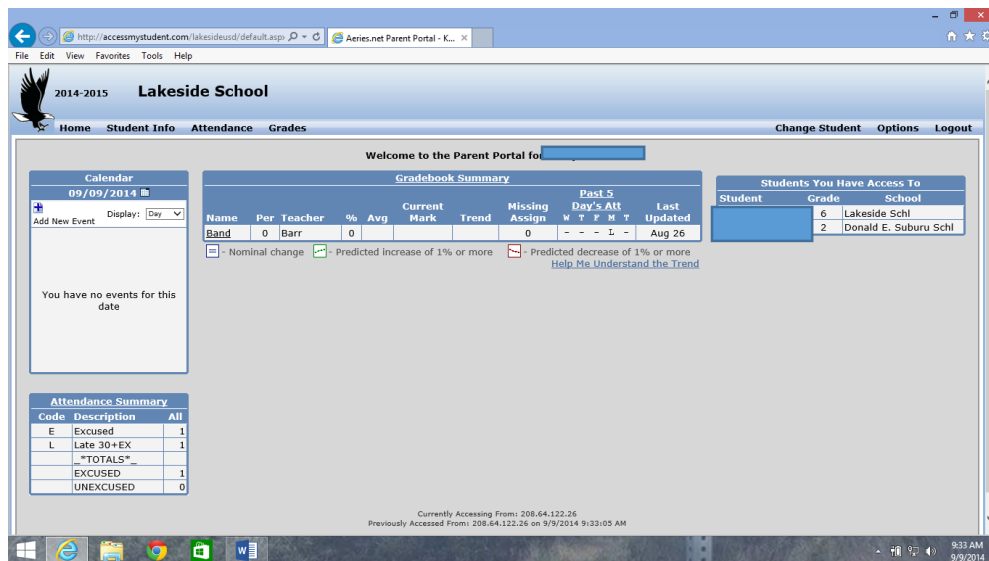 http://accessmystudent.com/lakesideusd/default.asp
Aeries.net Parent Portal - K...
File Edit View Favorites Tools Help
2014-2015 Lakeside School
Home Student Info Attendance Grades Change Student Options Logout
Welcome to the Parent Portal for
Calendar
09/09/2014
Add New Event Display: Day
You have no events for this
date
Gradebook Summary
Past 5
Current Missing Day's Att Last
Name Per Teacher % Avg Mark Trend Assign W T F M T Updated
Band 0 Barr 0 0 - - - L - Aug 26
- Nominal change - Predicted increase of 1% or more - Predicted decrease of 1% or more
Help Me Understand the Trend
Students You Have Access To
Student Grade School
6 Lakeside Schl
2 Donald E. Suburu Schl
Attendance Summary
Code Description All
E Excused 1
L Late 30+EX 1
_*TOTALS*_
EXCUSED 1
UNEXCUSED 0
Currently Accessing From: 208.64.122.26
Previously Accessed From: 208.64.122.26 on 9/9/2014 9:33:05 AM
9:33 AM
9/9/2014